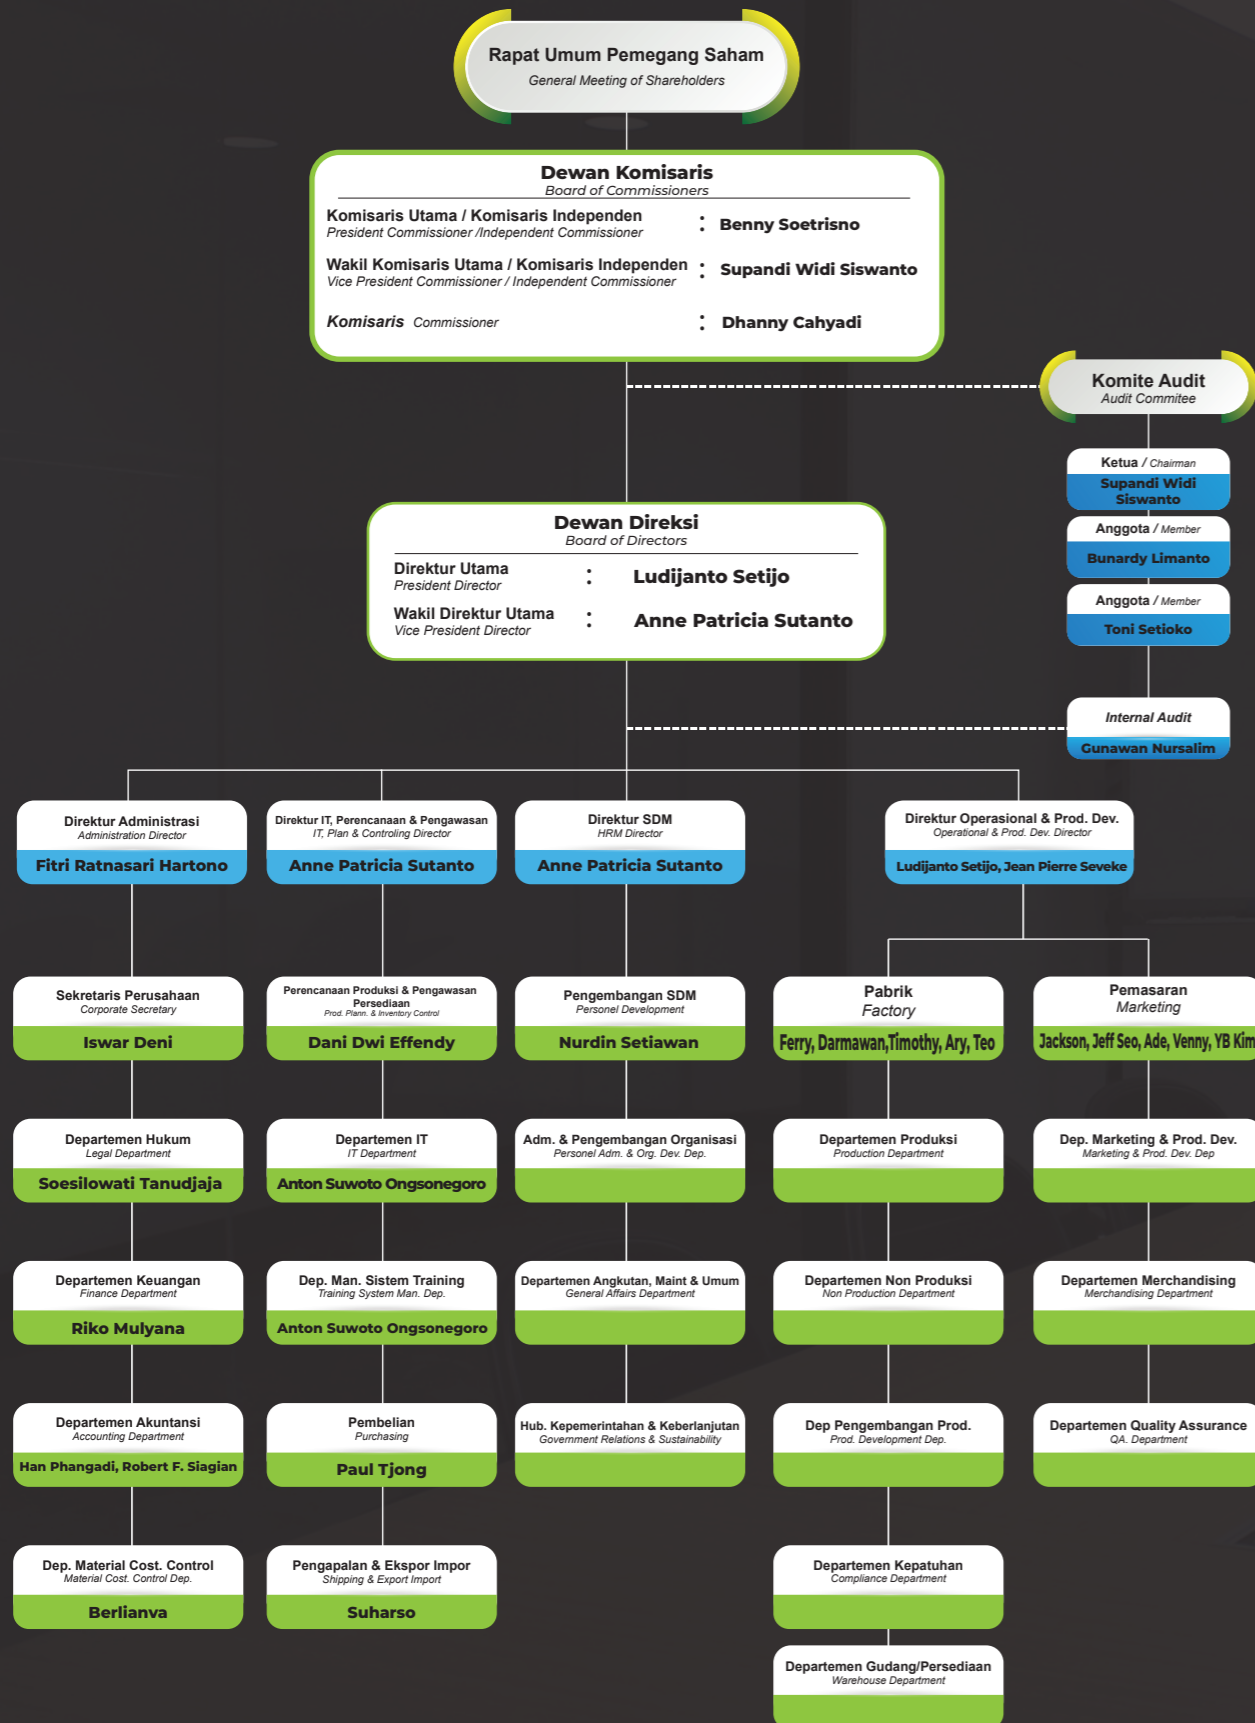 Rapat Umum Pemegang Saham
General Meeting of Shareholders
Dewan Komisaris
Board of Commissioners
Komisaris Utama / Komisaris Independen : Benny Soetrisno
President Commissioner /Independent Commissioner
Wakil Komisaris Utama / Komisaris Independen : Supandi Widi Siswanto
Vice President Commissioner / Independent Commissioner
Komisaris Commissioner : Dhanny Cahyadi
Komite Audit
Audit Commitee
Ketua / Chairman
Supandi Widi
Siswanto
Anggota / Member
Bunardy Limanto
Anggota / Member
Toni Setioko
Internal Audit
Gunawan Nursalim
Dewan Direksi
Board of Directors
Direktur Utama : Ludijanto Setijo
President Director
Wakil Direktur Utama : Anne Patricia Sutanto
Vice President Director
Direktur Administrasi
Administration Director
Fitri Ratnasari Hartono
Direktur IT, Perencanaan & Pengawasan
IT, Plan & Controling Director
Anne Patricia Sutanto
Direktur SDM
HRM Director
Anne Patricia Sutanto
Direktur Operasional & Prod. Dev.
Operational & Prod. Dev. Director
Ludijanto Setijo, Jean Pierre Seveke
Sekretaris Perusahaan
Corporate Secretary
Iswar Deni
Perencanaan Produksi & Pengawasan
Persediaan
Prod. Plann. & Inventory Control
Dani Dwi Effendy
Pengembangan SDM
Personel Development
Nurdin Setiawan
Pabrik
Factory
Ferry, Darmawan,Timothy, Ary, Teo
Pemasaran
Marketing
Jackson, Jeff Seo, Ade, Venny, YB Kim
Departemen Hukum
Legal Department
Soesilowati Tanudjaja
Departemen IT
IT Department
Anton Suwoto Ongsonegoro
Adm. & Pengembangan Organisasi
Personel Adm. & Org. Dev. Dep.
Departemen Produksi
Production Department
Dep. Marketing & Prod. Dev.
Marketing & Prod. Dev. Dep
Departemen Keuangan
Finance Department
Riko Mulyana
Dep. Man. Sistem Training
Training System Man. Dep.
Anton Suwoto Ongsonegoro
Departemen Angkutan, Maint & Umum
General Affairs Department
Departemen Non Produksi
Non Production Department
Departemen Merchandising
Merchandising Department
Departemen Akuntansi
Accounting Department
Han Phangadi, Robert F. Siagian
Pembelian
Purchasing
Paul Tjong
Hub. Kepemerintahan & Keberlanjutan
Government Relations & Sustainability
Dep Pengembangan Prod.
Prod. Development Dep.
Departemen Quality Assurance
QA. Department
Dep. Material Cost. Control
Material Cost. Control Dep.
Berlianva
Pengapalan & Ekspor Impor
Shipping & Export Import
Suharso
Departemen Kepatuhan
Compliance Department
Departemen Gudang/Persediaan
Warehouse Department